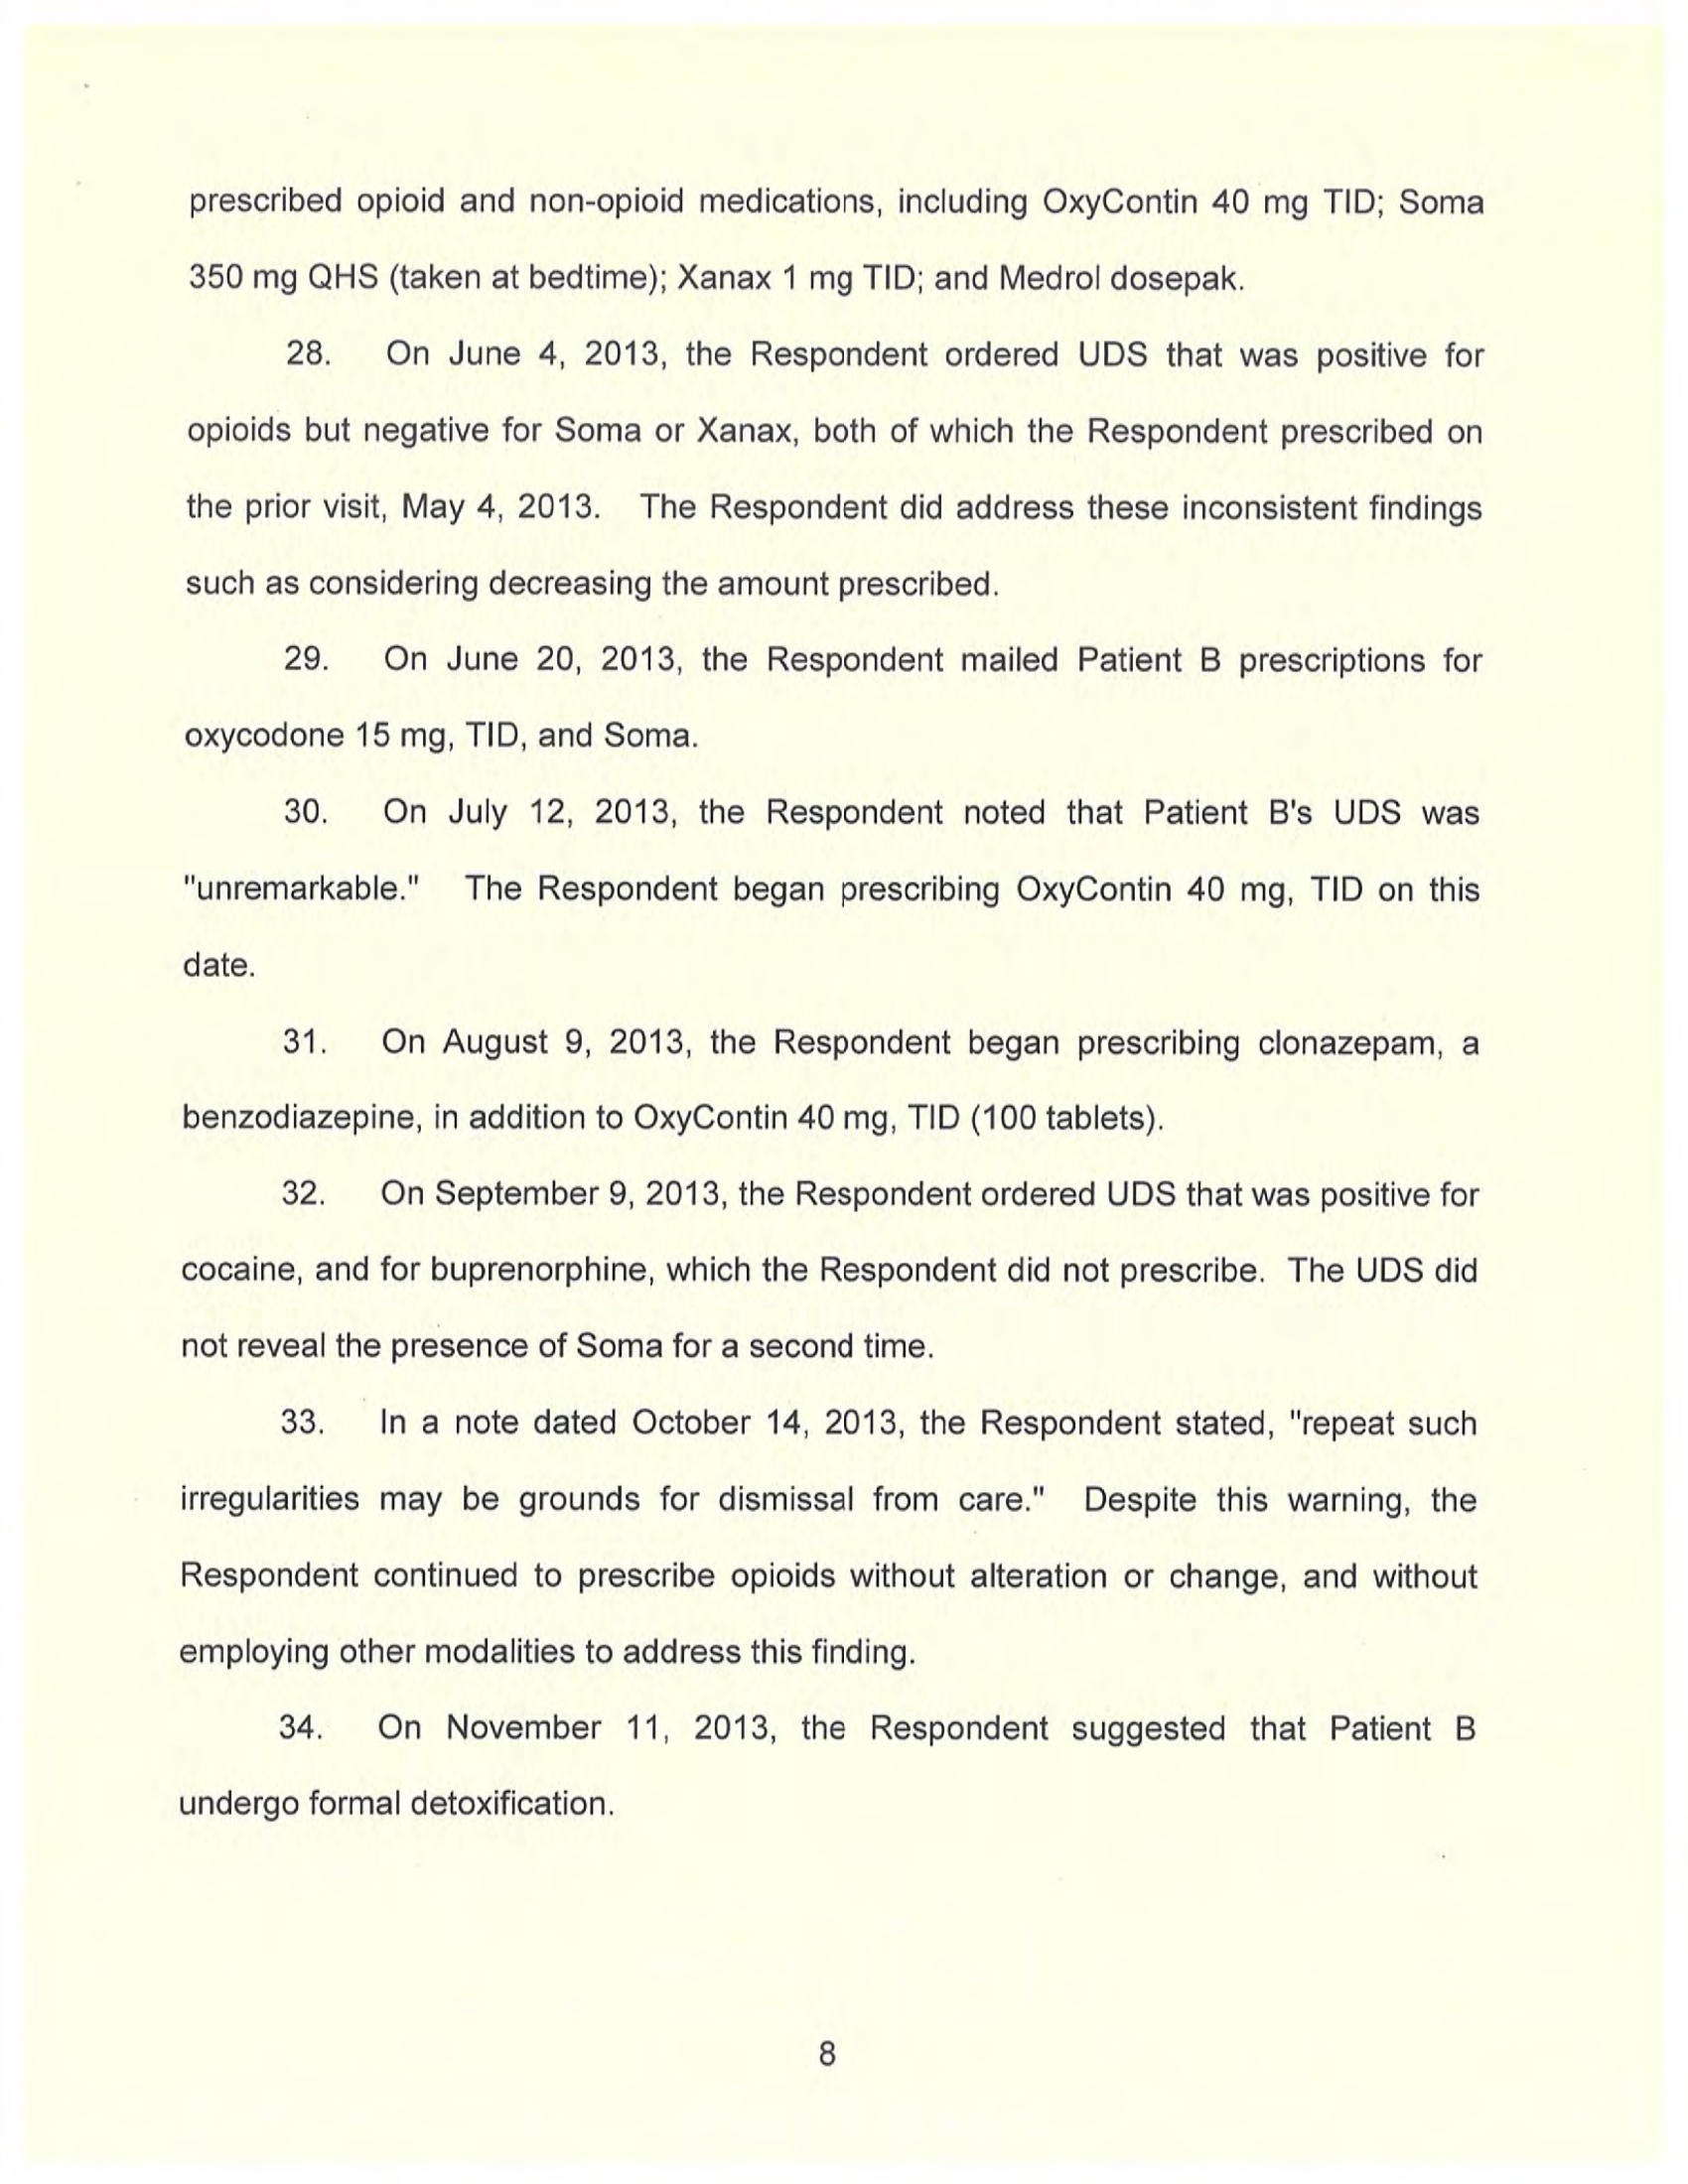 prescribed opioid and non-opioid medications, including OxyContin 40 mg TID; Soma
350 mg QHS (taken at bedtime); Xanax 1 mg TID; and Medrol dosepak.
28. On June 4, 2013, the Respondent ordered UDS that was positive for
opioids but negative for Soma or Xanax, both of which the Respondent prescribed on
the prior visit, May 4, 2013. The Respondent did address these inconsistent findings
such as considering decreasing the amount prescribed.
29. On June 20, 2013, the Respondent mailed Patient B prescriptions for
oxycodone 15 mg, TID, and Soma.
30. On July 12, 2013, the Respondent noted that Patient B's UDS was
"unremarkable." The Respondent began prescribing OxyContin 40 mg, TID on this
date.
31. On August 9, 2013, the Respondent began prescribing clonazepam, a
benzodiazepine, in addition to OxyContin 40 mg, TID (100 tablets).
32. On September 9, 2013, the Respondent ordered UDS that was positive for
cocaine, and for buprenorphine, which the Respondent did not prescribe. The UDS did
not reveal the presence of Soma for a second time.
33. In a note dated October 14, 2013, the Respondent stated, "repeat such
irregularities may be grounds for dismissal from care." Despite this warning, the
Respondent continued to prescribe opioids without alteration or change, and without
employing other modalities to address this finding.
34. On November 11, 2013, the Respondent suggested that Patient B
undergo formal detoxification.
8